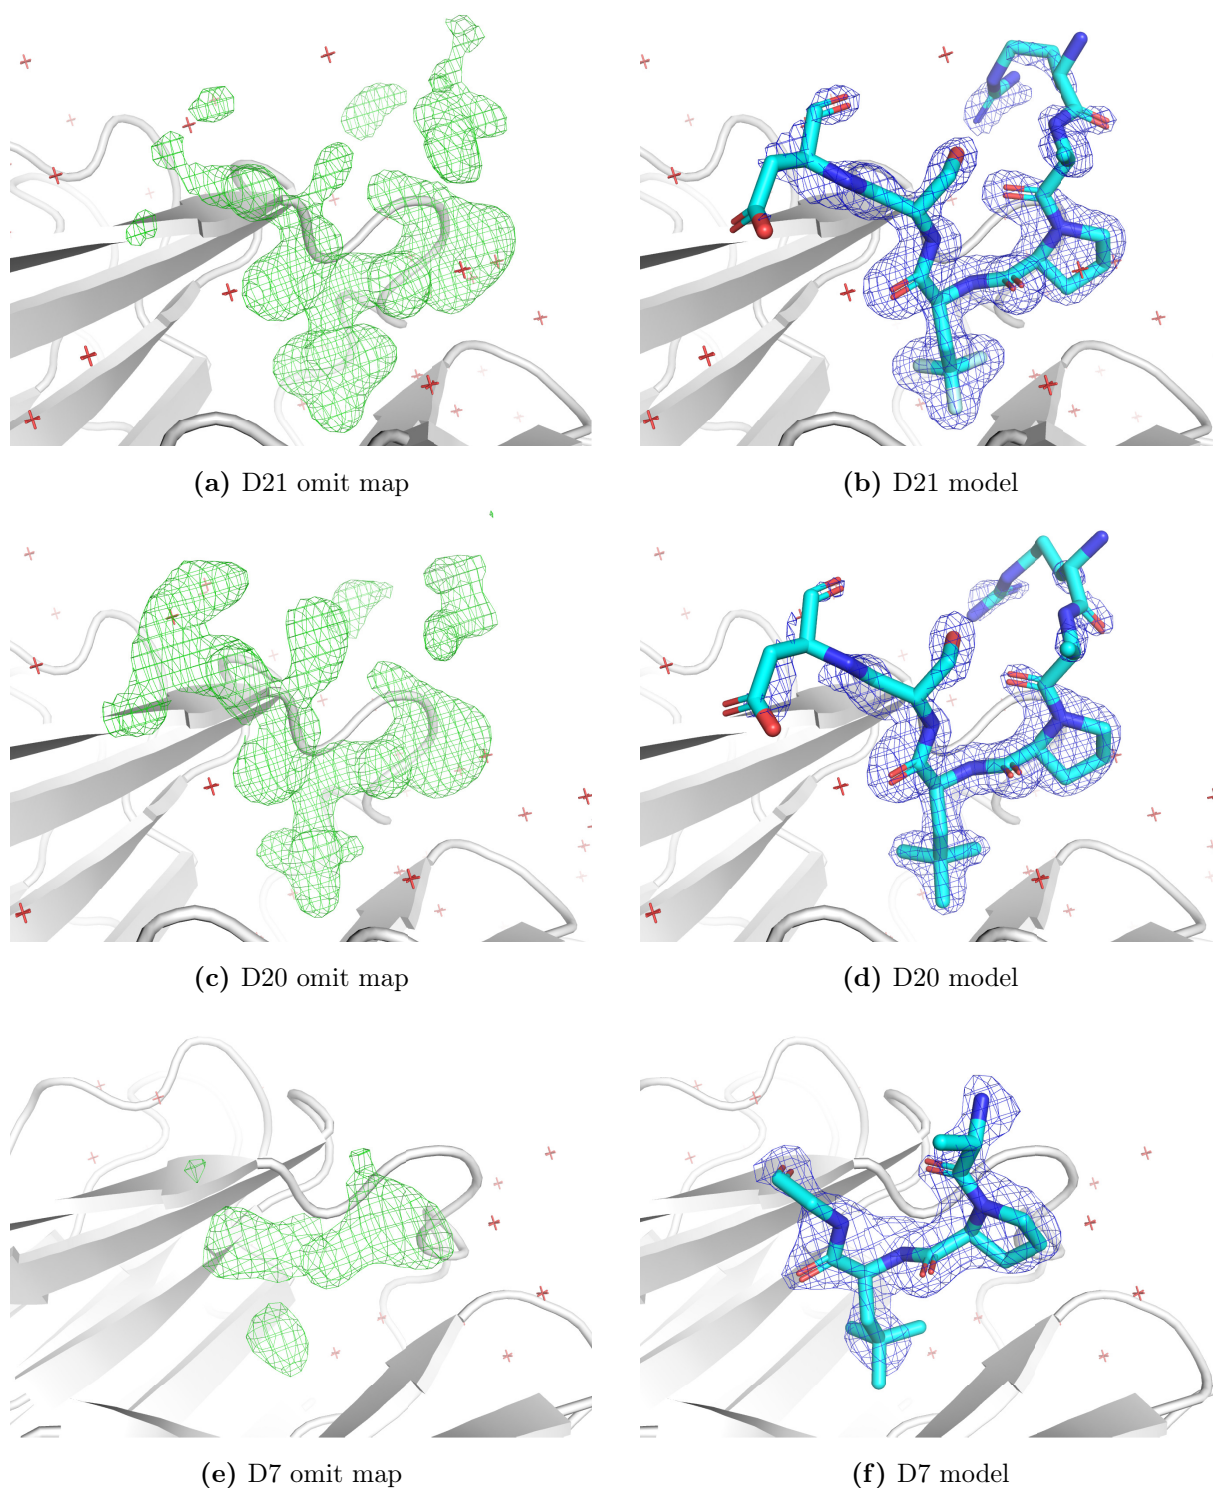 (a) D21 omit map
(b) D21 model
(c) D20 omit map
(d) D20 model
(e) D7 omit map
(f) D7 model